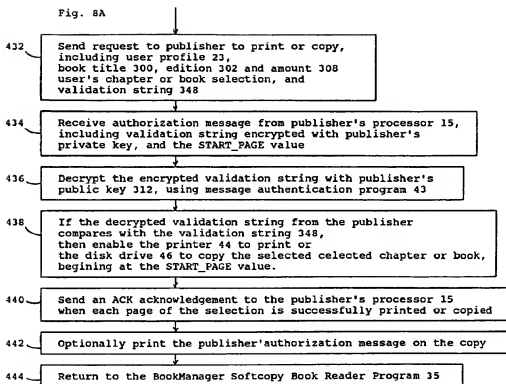 Fig. 8A
432
Send request to publisher to print or copy,
including user profile 23,
book title 300, edition 302 and amount 308
user's chapter or book selection, and
validation string 348
434
Receive authorization message from publisher's processor 15,
including validation string encrypted with publisher's
private key, and the START_PAGE value
436
Decrypt the encrypted validation string with publisher's
public key 312, using message authentication program 43
438
If the decrypted validation string from the publisher
compares with the validation string 348,
then enable the printer 44 to print or
the disk drive 46 to copy the selected celected chapter or book,
begining at the START_PAGE value.
440
Send an ACK acknowledgement to the publisher's processor 15
when each page of the selection is successfully printed or copied
442
Optionally print the publisher'authorization message on the copy
444
Return to the BookManager Softcopy Book Reader Program 35